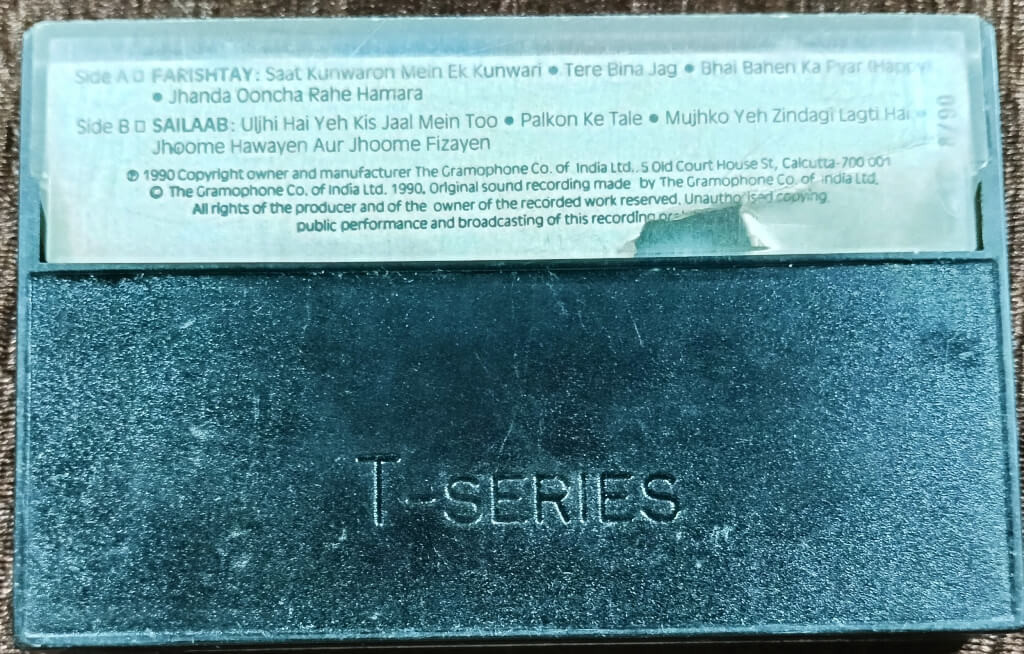 Side A □ FARISHTAY: Saat Kunwaron Mein Ek Kunwari ● Tere Bina Jag ● Bhai Bahen Ka Pyar (Happy)
● Jhanda Ooncha Rahe Hamara
Side B □ SAILAAB: Uljhi Hai Yeh Kis Jaal Mein Too ● Palkon Ke Tale ● Mujhko Yeh Zindagi Lagti Hai ●
Jhoome Hawayen Aur Jhoome Fizayen
℗ 1990 Copyright owner and manufacturer The Gramophone Co. of India Ltd., 5 Old Court House St, Calcutta-700 001
© The Gramophone Co. of India Ltd. 1990. Original sound recording made by The Gramophone Co. of India Ltd.
All rights of the producer and of the owner of the recorded work reserved. Unauthorised copying,
public performance and broadcasting of this recording
8/90
T-SERIES